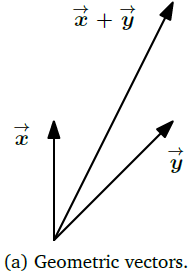 x⃗ + y⃗
x⃗
y⃗
(a) Geometric vectors.